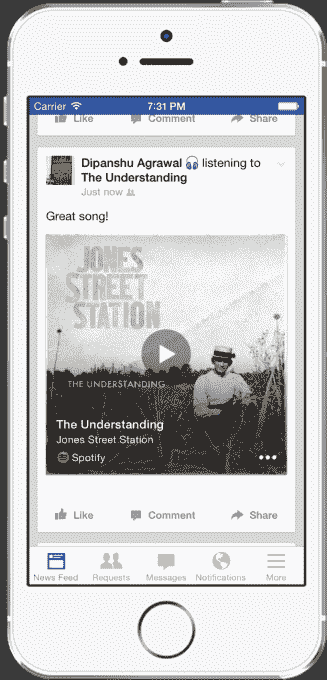 Carrier 7:31 PM
Like Comment Share
Dipanshu Agrawal 🎧 listening to
The Understanding
Just now
Great song!
JONES
STREET
STATION
THE UNDERSTANDING
The Understanding
Jones Street Station
Spotify
Like Comment Share
News Feed Requests Messages Notifications More